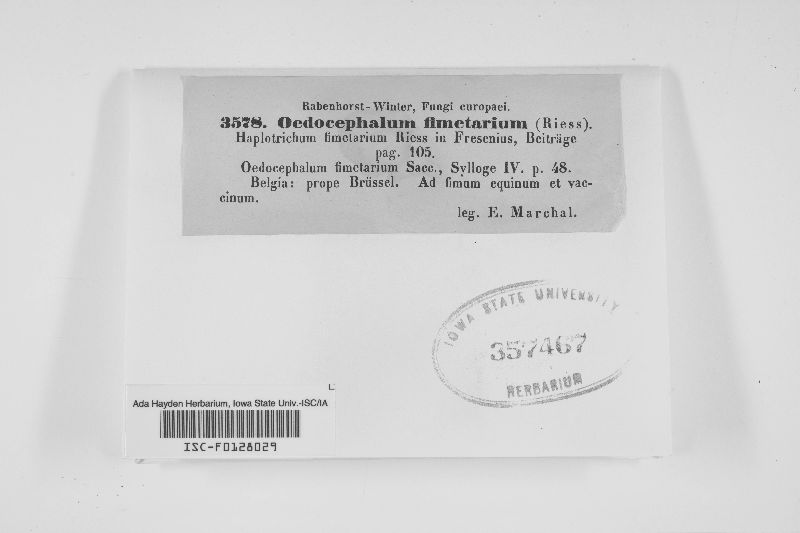 Rabenhorst-Winter, Fungi europaei.
3578. Oedocephalum fimetarium (Riess).
Haplotrichum fimetarium Riess in Fresenius, Beiträge
pag. 105.
Oedocephalum fimetarium Sacc., Sylloge IV. p. 48.
Belgia: prope Brüssel. Ad fimum equinum et vac-
cinum.
leg. E. Marchal.
IOWA STATE UNIVERSITY
357467
HERBARIUM
Ada Hayden Herbarium, Iowa State Univ.-ISC/IA
ISC-F0128029